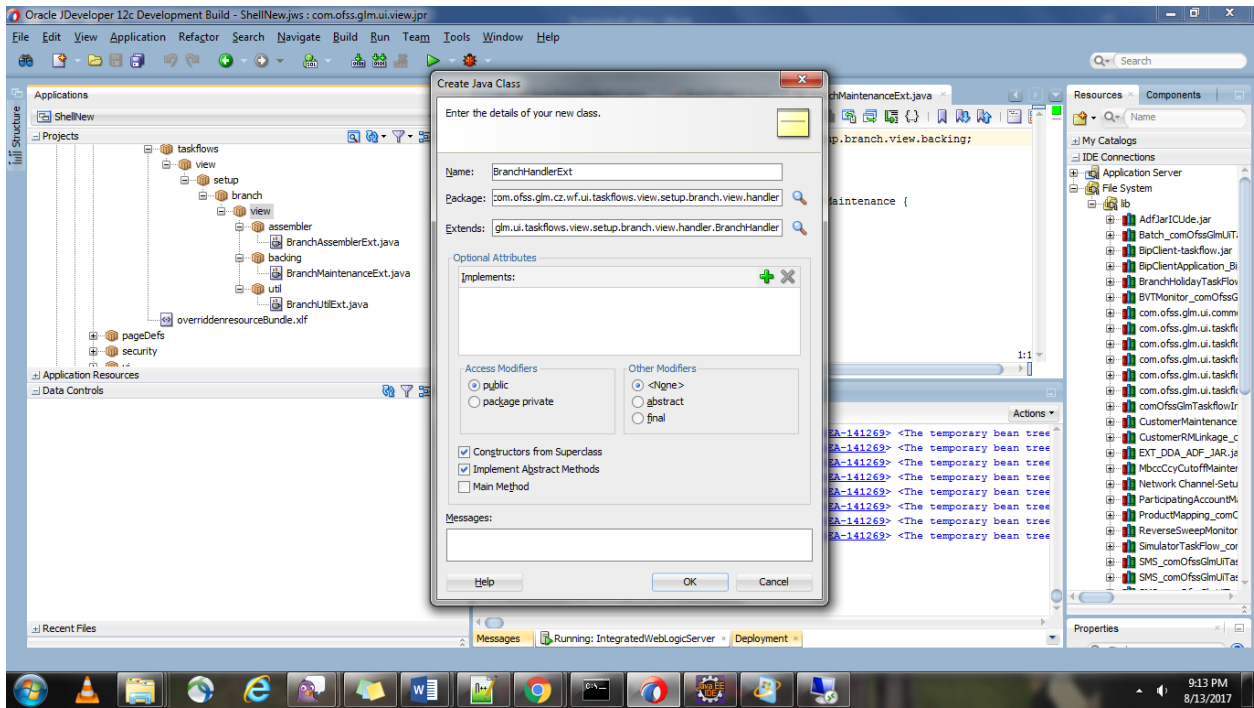 Oracle JDeveloper 12c Development Build - ShellNew.jws : com.ofss.glm.ui.view.jpr
File Edit View Application Refactor Search Navigate Build Run Team Tools Window Help
Search
Applications
ShellNew
Projects
taskflows
view
setup
branch
view
assembler
BranchAssemblerExt.java
backing
BranchMaintenanceExt.java
util
BranchUtilExt.java
overriddenresourceBundle.xlf
pageDefs
security
Application Resources
Data Controls
Recent Files
Structure
Create Java Class
Enter the details of your new class.
Name: BranchHandlerExt
Package: com.ofss.glm.cz.wf.ui.taskflows.view.setup.branch.view.handler
Extends: glm.ui.taskflows.view.setup.branch.view.handler.BranchHandler
Optional Attributes
Implements:
Access Modifiers
public
package private
Other Modifiers
<None>
abstract
final
Constructors from Superclass
Implement Abstract Methods
Main Method
Messages:
Help OK Cancel
chMaintenanceExt.java
up.branch.view.backing;
Maintenance {
1:1
Actions
EA-141269> <The temporary bean tree
EA-141269> <The temporary bean tree
EA-141269> <The temporary bean tree
EA-141269> <The temporary bean tree
EA-141269> <The temporary bean tree
EA-141269> <The temporary bean tree
EA-141269> <The temporary bean tree
EA-141269> <The temporary bean tree
Messages Running: IntegratedWebLogicServer Deployment
Resources Components
Name
My Catalogs
IDE Connections
Application Server
File System
lib
AdfJarICUde.jar
Batch_comOfssGlmUiT
BipClient-taskflow.jar
BipClientApplication_Bi
BranchHolidayTaskFlow
BVTMonitor_comOfssG
com.ofss.glm.ui.comm
com.ofss.glm.ui.taskflo
com.ofss.glm.ui.taskflo
com.ofss.glm.ui.taskflo
com.ofss.glm.ui.taskflo
com.ofss.glm.ui.taskflo
comOfssGlmTaskflowIr
CustomerMaintenance
CustomerRMLinkage_c
EXT_DDA_ADF_JAR.ja
MbccCcyCutoffMainter
Network Channel-Setu
ParticipatingAccountM
ProductMapping_comC
ReverseSweepMonitor
SimulatorTaskFlow_cor
SMS_comOfssGlmUiTas
SMS_comOfssGlmUiTas
Properties
9:13 PM
8/13/2017